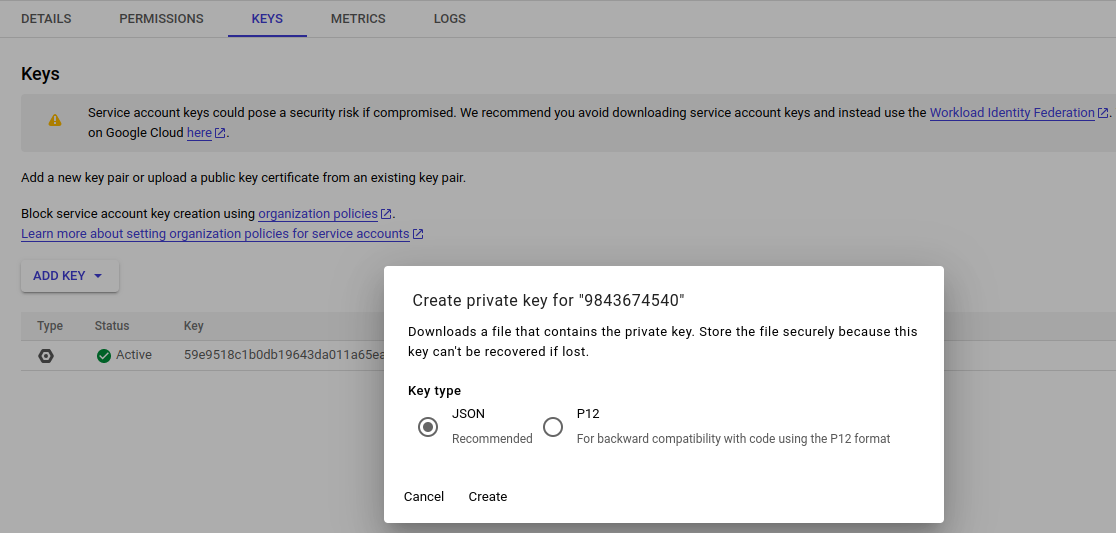 DETAILS PERMISSIONS KEYS METRICS LOGS
Keys
Service account keys could pose a security risk if compromised. We recommend you avoid downloading service account keys and instead use the Workload Identity Federation.
on Google Cloud here.
Add a new key pair or upload a public key certificate from an existing key pair.
Block service account key creation using organization policies.
Learn more about setting organization policies for service accounts
ADD KEY
Type Status Key
Active 59e9518c1b0db19643da011a65ea
Create private key for "9843674540"
Downloads a file that contains the private key. Store the file securely because this
key can't be recovered if lost.
Key type
JSON P12
Recommended For backward compatibility with code using the P12 format
Cancel Create